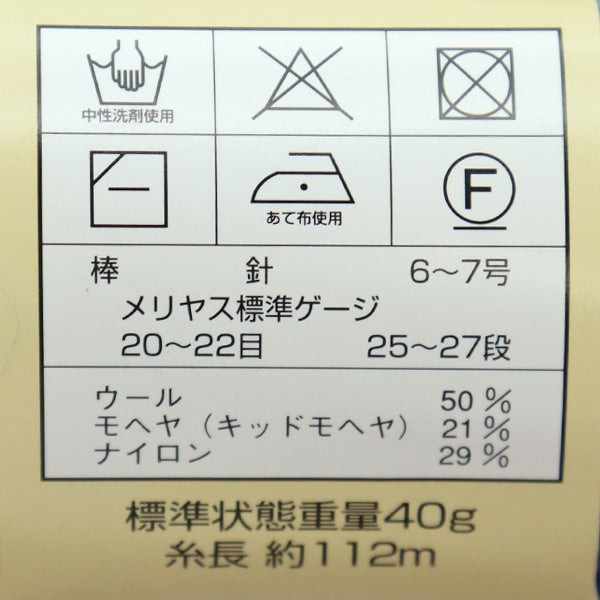 中性洗剤使用
あて布使用
F
棒 針 6〜7号
メリヤス標準ゲージ
20〜22目 25〜27段
ウール 50 %
モヘヤ（キッドモヘヤ） 21 %
ナイロン 29 %
標準状態重量40g
糸長 約112m